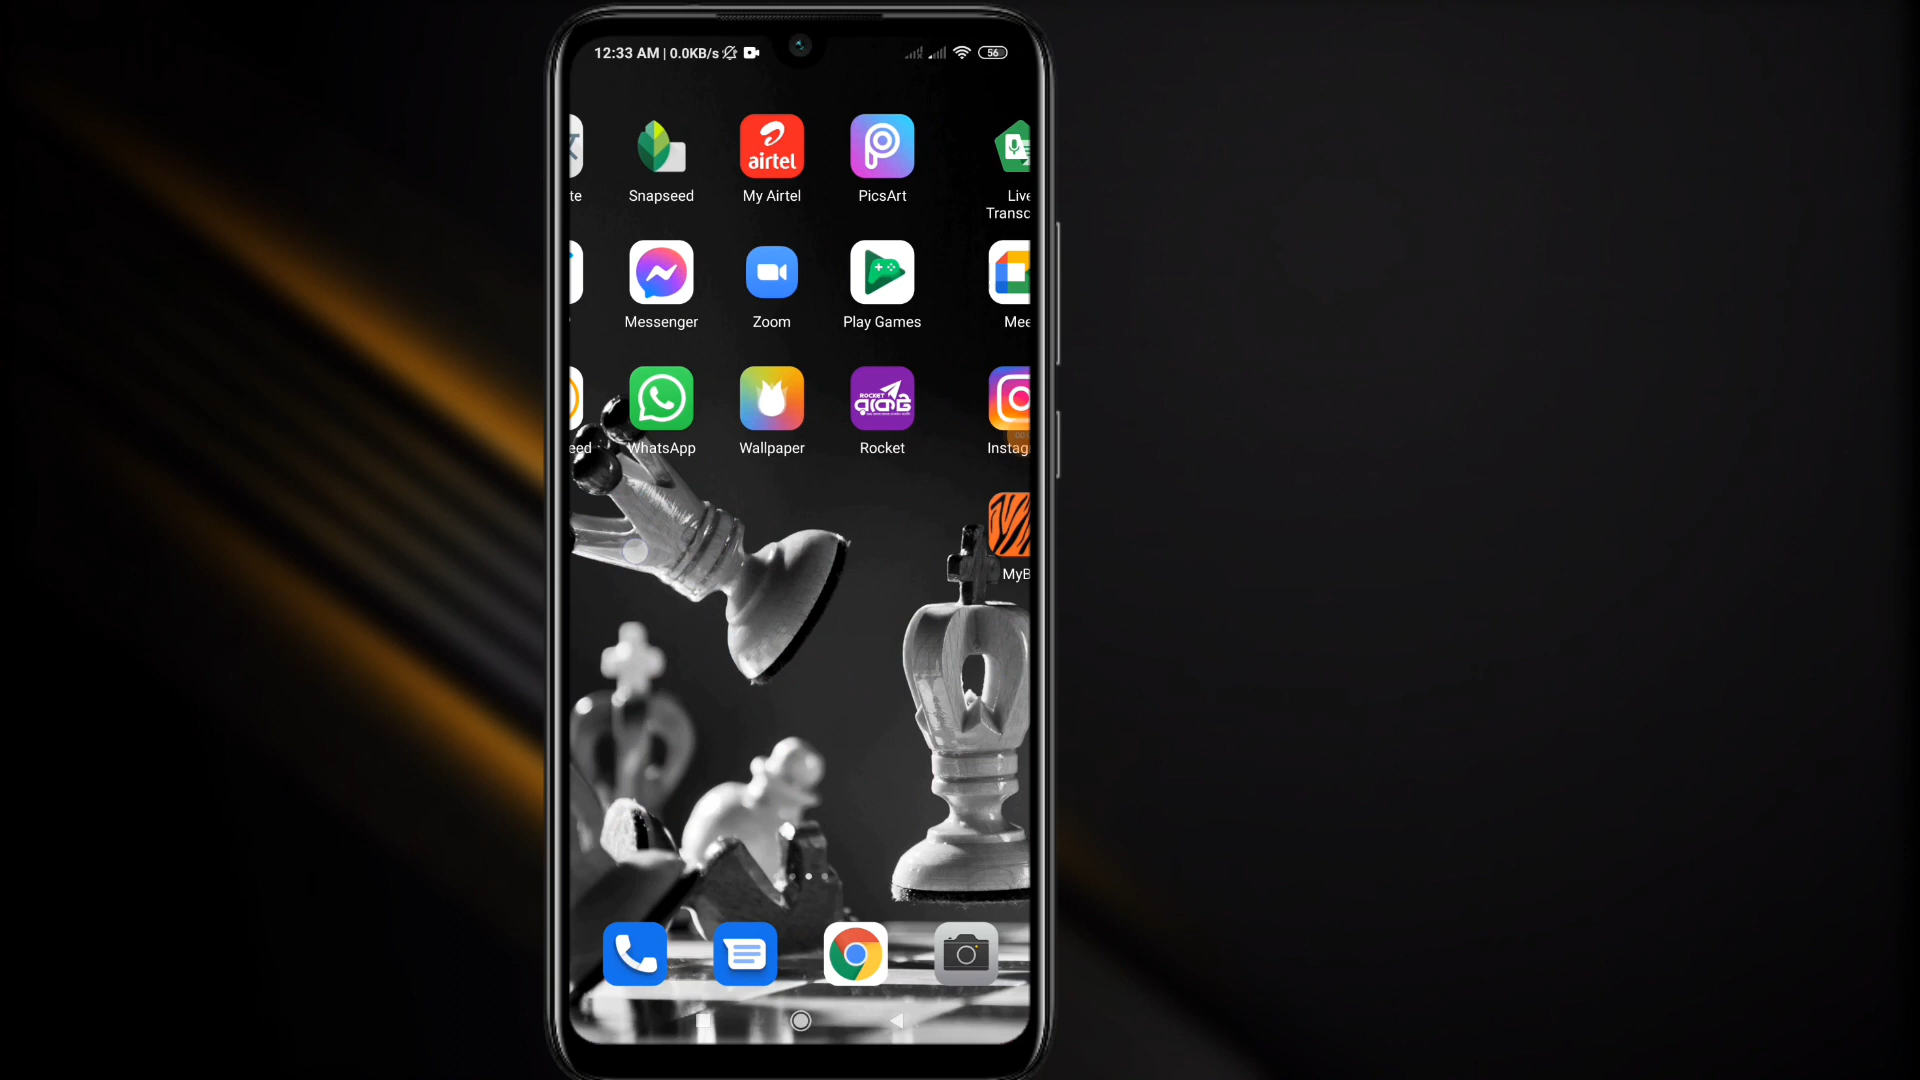 12:33 AM | 0.0KB/s
56
te
Snapseed
airtel
My Airtel
PicsArt
Live
Transc
Messenger
Zoom
Play Games
Mee
ROCKET
রকেট
eed
WhatsApp
Wallpaper
Rocket
Instag
MyB